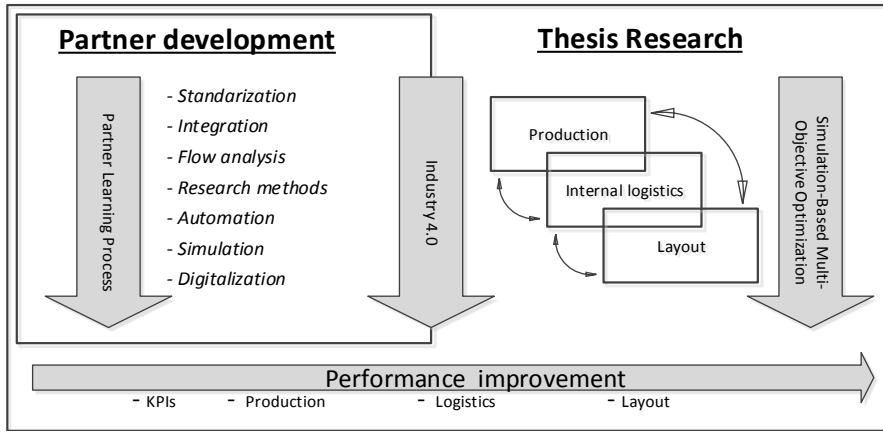 Partner development
Thesis Research
Partner Learning Process
- Standarization
- Integration
- Flow analysis
- Research methods
- Automation
- Simulation
- Digitalization
Industry 4.0
Production
Internal logistics
Layout
Simulation-Based Multi-
Objective Optimization
Performance improvement
- KPIs - Production - Logistics - Layout